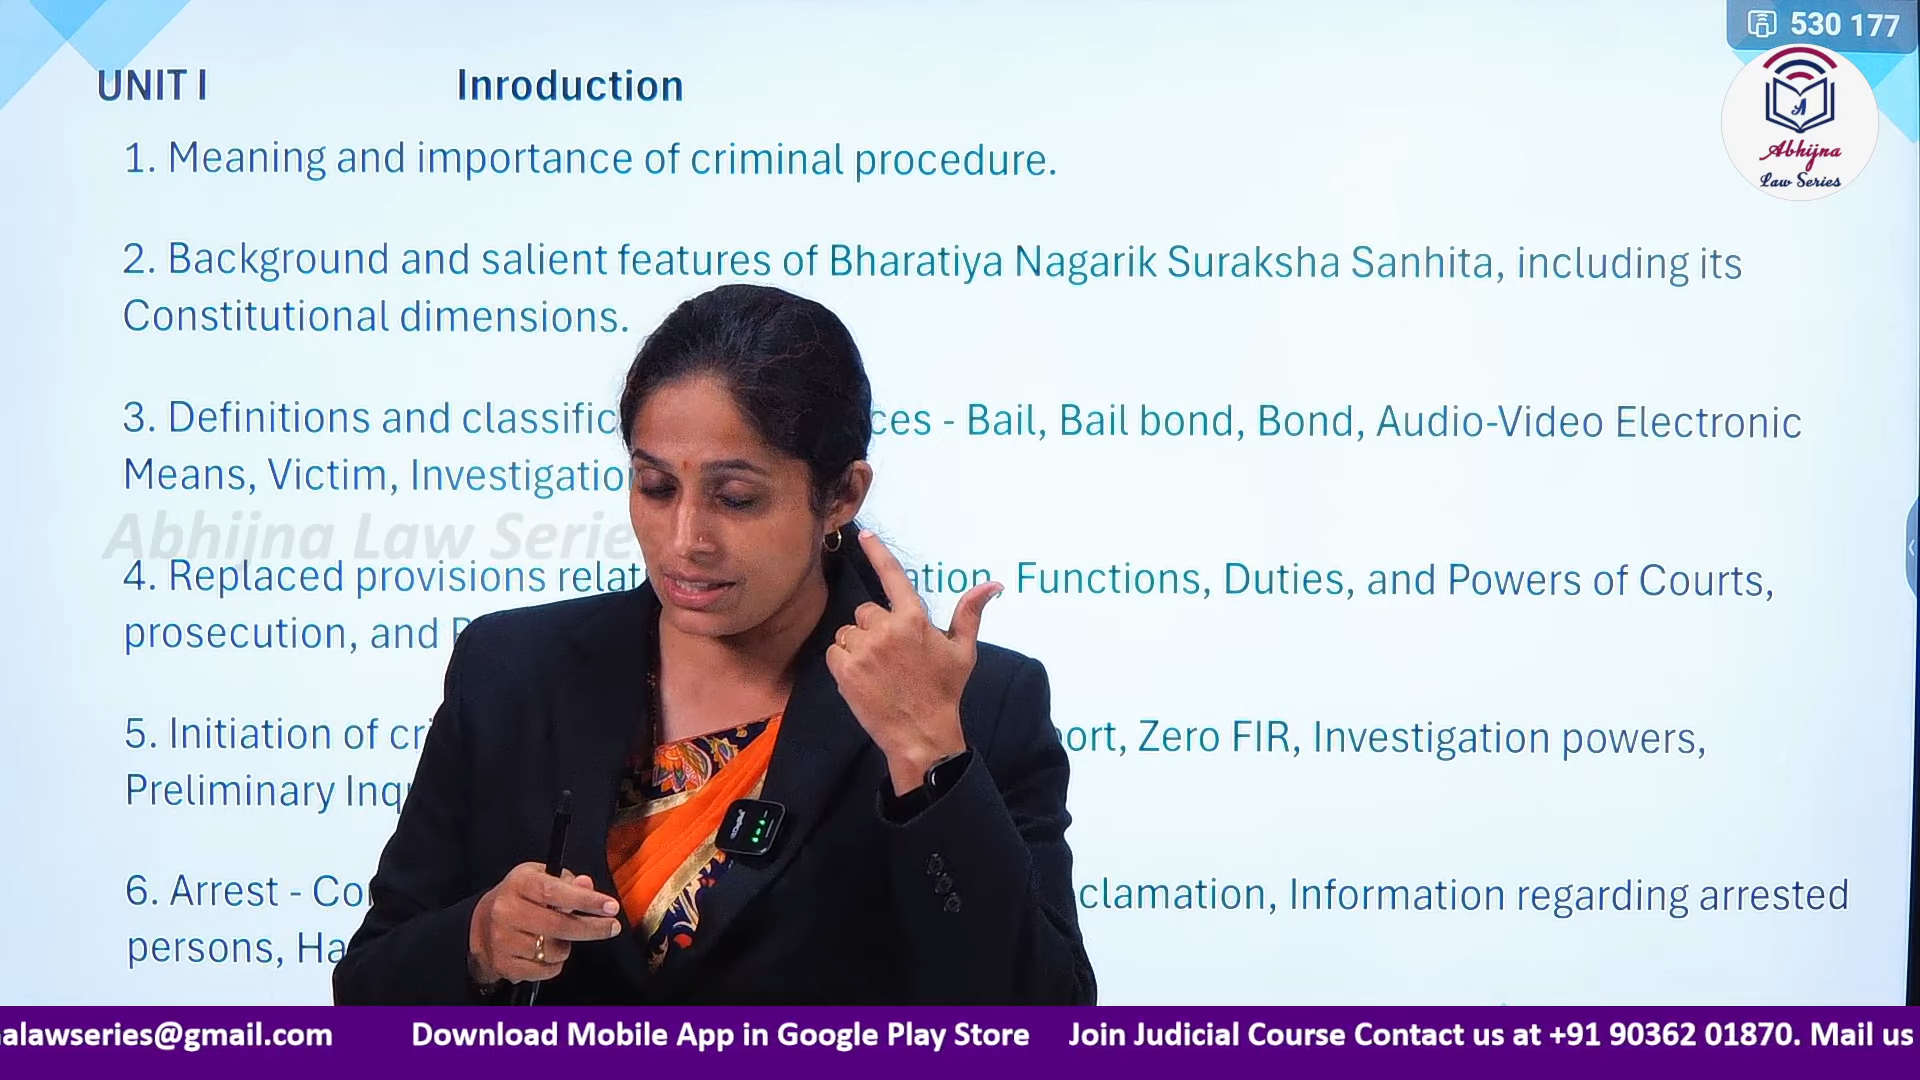 530 177
UNIT I Inroduction
Abhijna
Law Series
1. Meaning and importance of criminal procedure.
2. Background and salient features of Bharatiya Nagarik Suraksha Sanhita, including its
Constitutional dimensions.
3. Definitions and classific ces - Bail, Bail bond, Bond, Audio-Video Electronic
Means, Victim, Investigatio
Abhijna Law Serie
4. Replaced provisions relat ation, Functions, Duties, and Powers of Courts,
prosecution, and
5. Initiation of cri ort, Zero FIR, Investigation powers,
Preliminary Inq
6. Arrest - Co clamation, Information regarding arrested
persons, Ha
alawseries@gmail.com Download Mobile App in Google Play Store Join Judicial Course Contact us at +91 90362 01870. Mail us